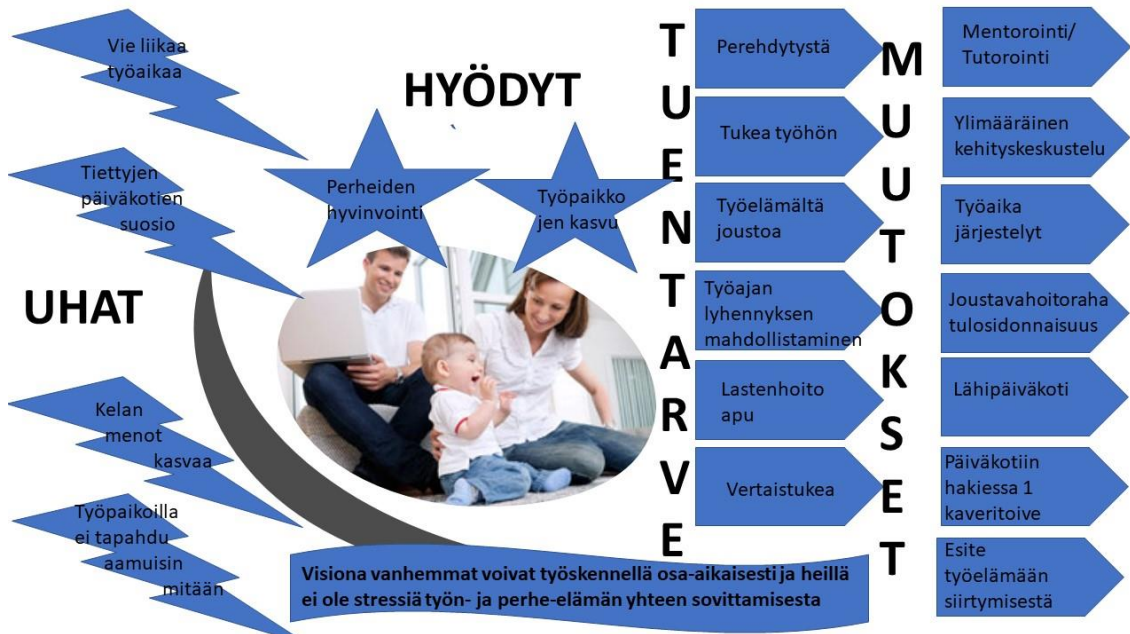 Vie liikaa
työaikaa
Tiettyjen
päiväkotien
suosio
UHAT
Kelan
menot
kasvaa
Työpaikoilla
ei tapahdu
aamuisin
mitään
HYÖDYT
Perheiden
hyvinvointi
Työpaikko
jen kasvu
Visiona vanhemmat voivat työskennellä osa-aikaisesti ja heillä
ei ole stressiä työn- ja perhe-elämän yhteen sovittamisesta
T
U
E
N
T
A
R
V
E
Perehdytystä
Tukea työhön
Työelämältä
joustoa
Työajan
lyhennyksen
mahdollistaminen
Lastenhoito
apu
Vertaistukea
M
U
U
T
O
K
S
E
T
Mentorointi/
Tutorointi
Ylimääräinen
kehityskeskustelu
Työaika
järjestelyt
Joustavahoitoraha
tulosidonnaisuus
Lähipäiväkoti
Päiväkotiin
hakiessa 1
kaveritoive
Esite
työelämään
siirtymisestä